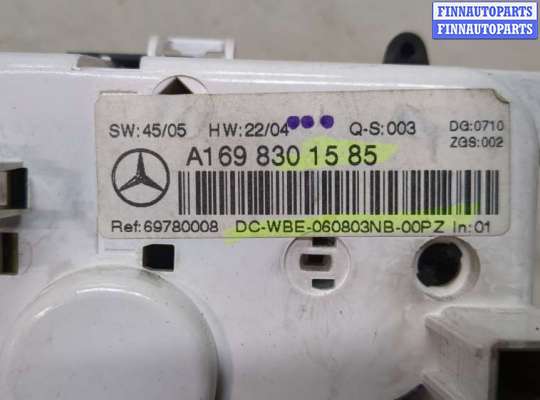 FINNAUTOPARTS
FINNAUTOPARTS
SW:45/05 HW:22/04 Q-S:003 DG:0710
ZGS:002
A169 830 15 85
Ref:69780008 DC-WBE-060803NB-00PZ In:01